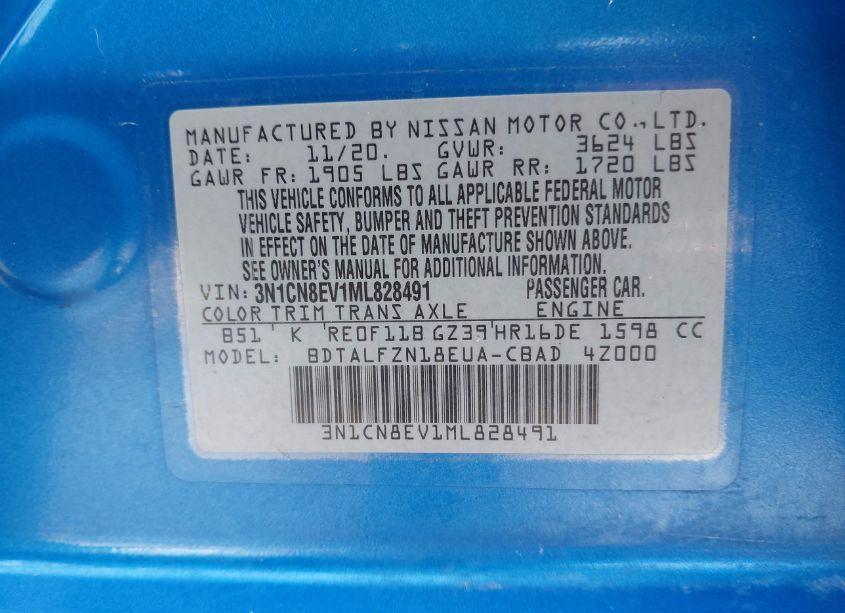 MANUFACTURED BY NISSAN MOTOR CO.,LTD.
DATE: 11/20. GVWR: 3624 LBS
GAWR FR: 1905 LBS GAWR RR: 1720 LBS
THIS VEHICLE CONFORMS TO ALL APPLICABLE FEDERAL MOTOR
VEHICLE SAFETY, BUMPER AND THEFT PREVENTION STANDARDS
IN EFFECT ON THE DATE OF MANUFACTURE SHOWN ABOVE.
SEE OWNER'S MANUAL FOR ADDITIONAL INFORMATION.
VIN: 3N1CN8EV1ML828491 PASSENGER CAR.
COLOR TRIM TRANS AXLE ENGINE
B51 K RE0F11B GZ39 HR16DE 1598 CC
MODEL: BDTALFZN18EUA-CBAD 4Z000
3N1CN8EV1ML828491